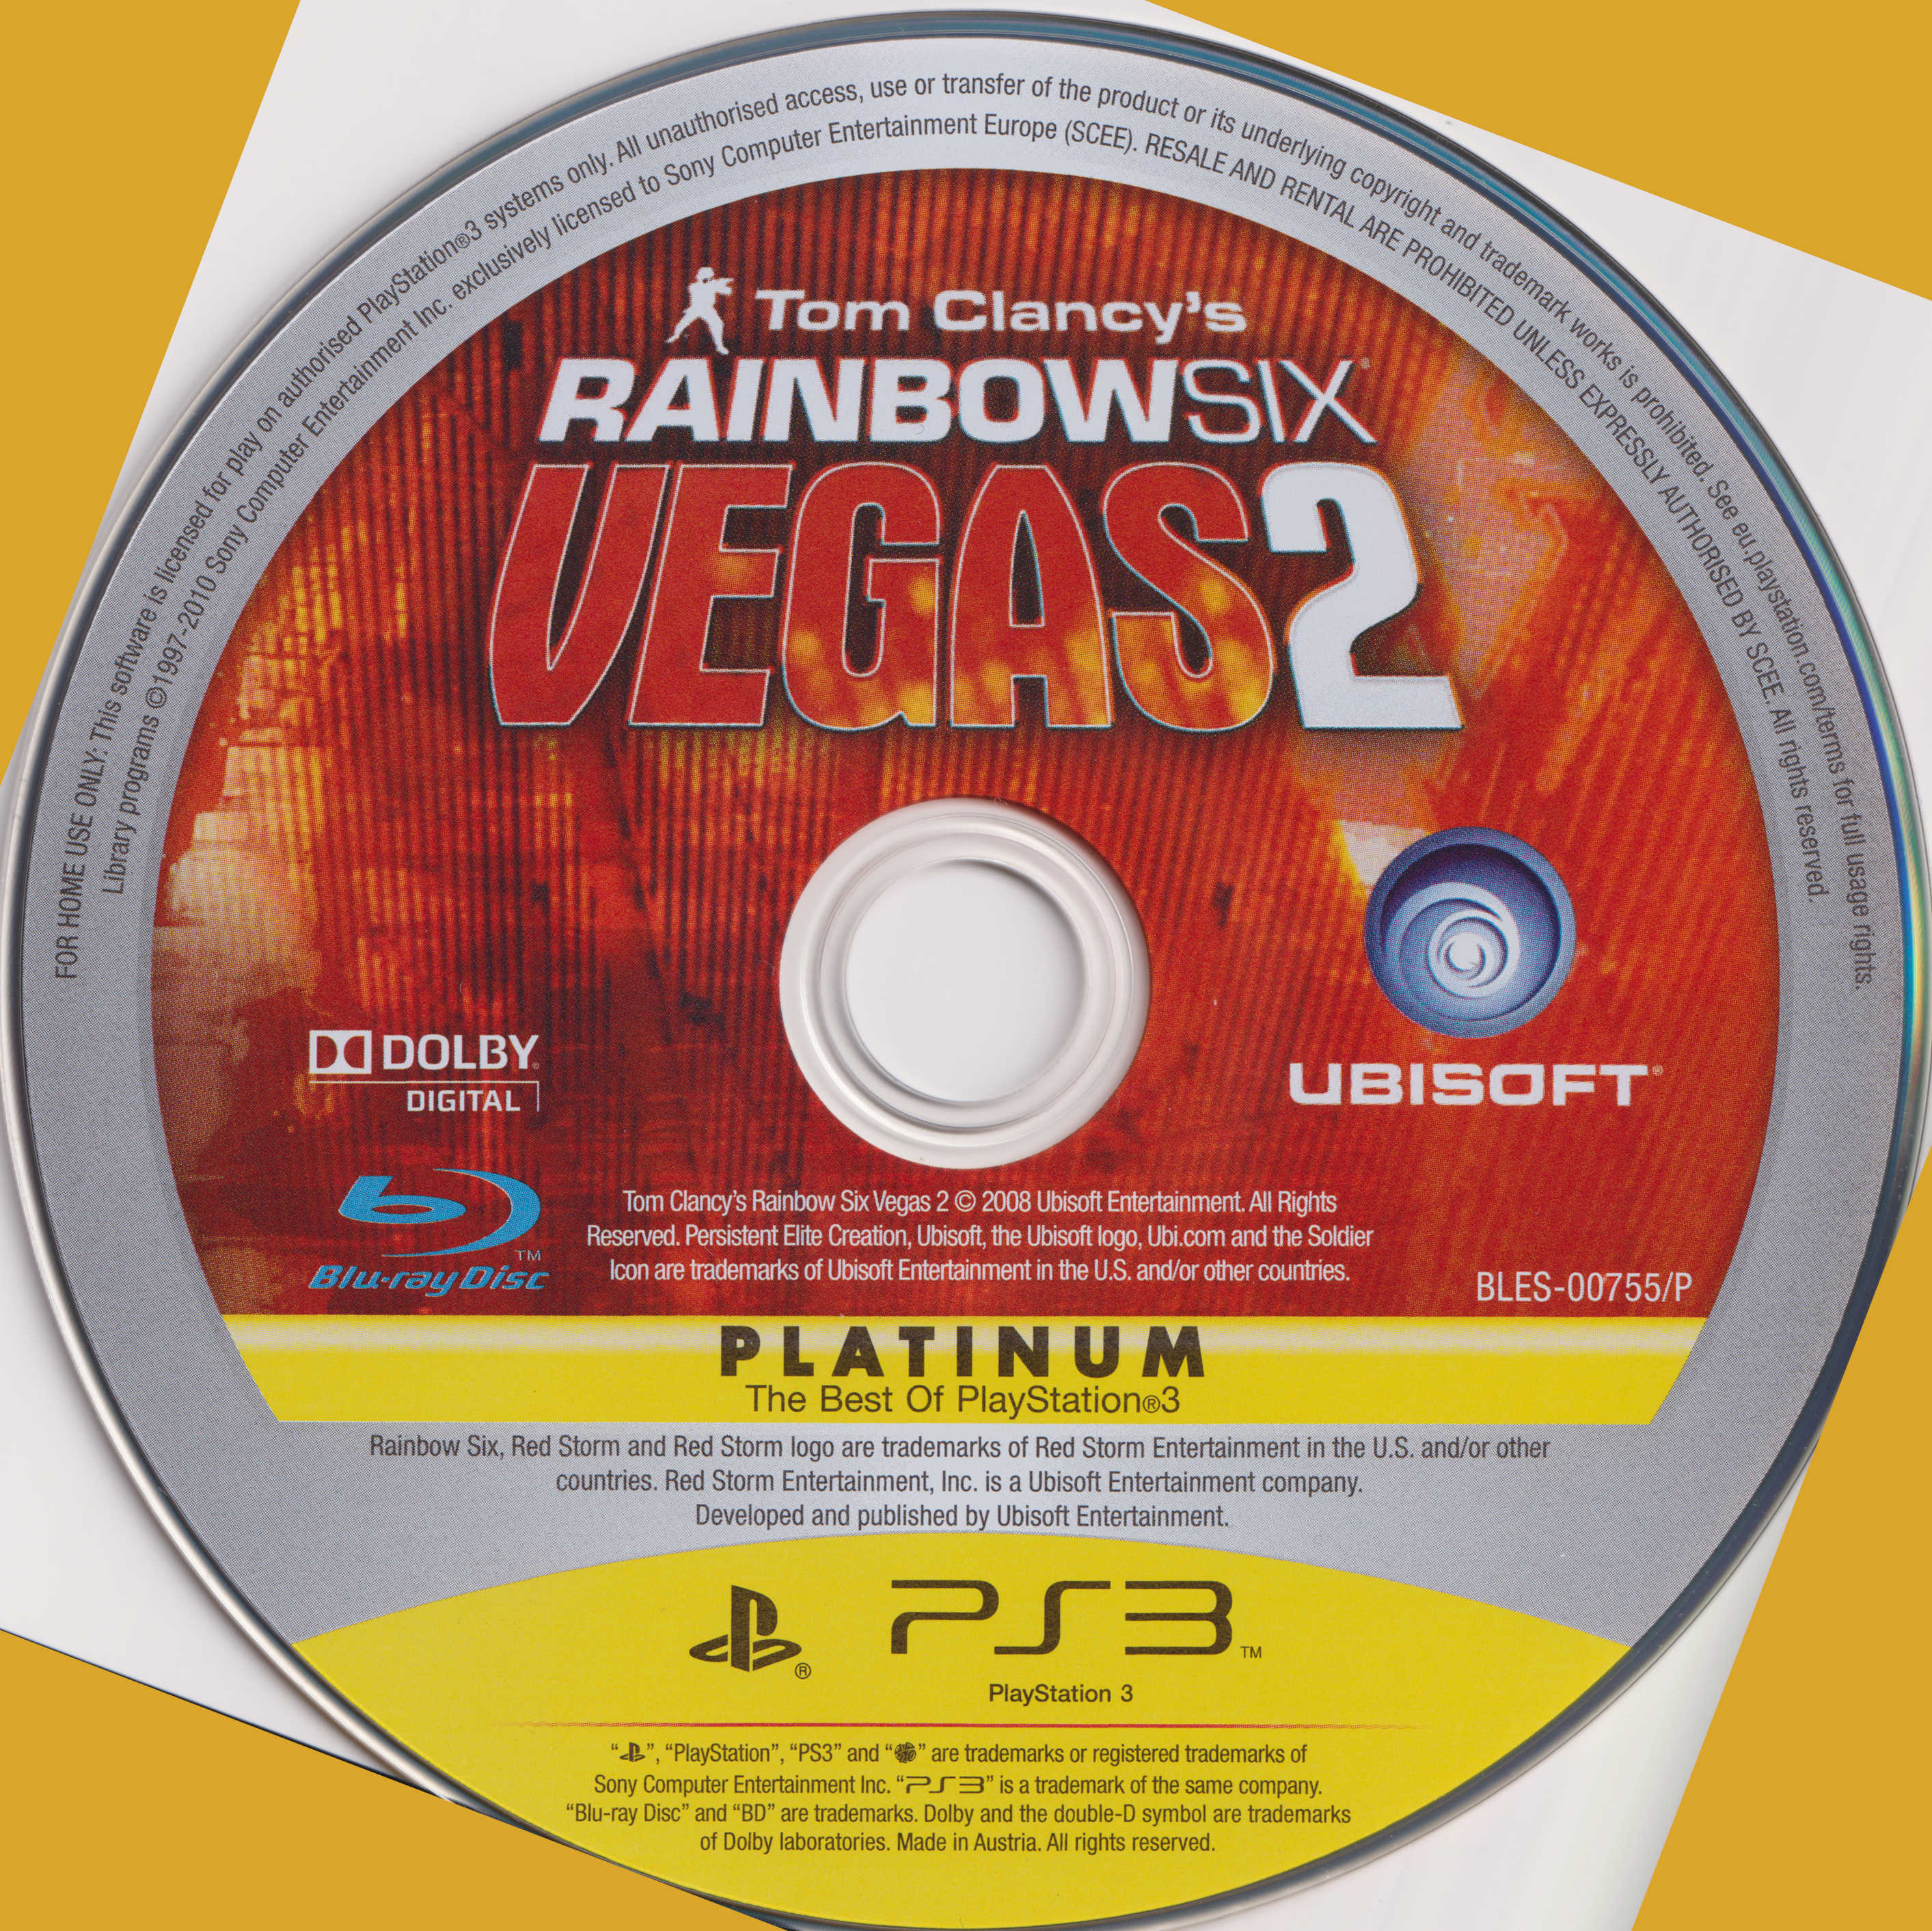 FOR HOME USE ONLY: This software is licensed for play on authorised PlayStation®3 systems only. All unauthorised access, use or transfer of the product or its underlying copyright and trademark works is prohibited. See eu.playstation.com/terms for full usage rights.
Library programs ©1997-2010 Sony Computer Entertainment Inc. exclusively licensed to Sony Computer Entertainment Europe (SCEE). RESALE AND RENTAL ARE PROHIBITED UNLESS EXPRESSLY AUTHORISED BY SCEE. All rights reserved.
Tom Clancy's
RAINBOWSIX®
VEGAS2
DOLBY®
DIGITAL
UBISOFT®
Blu-ray Disc™
Tom Clancy's Rainbow Six Vegas 2 © 2008 Ubisoft Entertainment. All Rights
Reserved. Persistent Elite Creation, Ubisoft, the Ubisoft logo, Ubi.com and the Soldier
Icon are trademarks of Ubisoft Entertainment in the U.S. and/or other countries.
BLES-00755/P
PLATINUM
The Best Of PlayStation®3
Rainbow Six, Red Storm and Red Storm logo are trademarks of Red Storm Entertainment in the U.S. and/or other
countries. Red Storm Entertainment, Inc. is a Ubisoft Entertainment company.
Developed and published by Ubisoft Entertainment.
® PS3™
PlayStation 3
“”, “PlayStation”, “PS3” and “” are trademarks or registered trademarks of
Sony Computer Entertainment Inc. “PS3” is a trademark of the same company.
“Blu-ray Disc” and “BD” are trademarks. Dolby and the double-D symbol are trademarks
of Dolby laboratories. Made in Austria. All rights reserved.